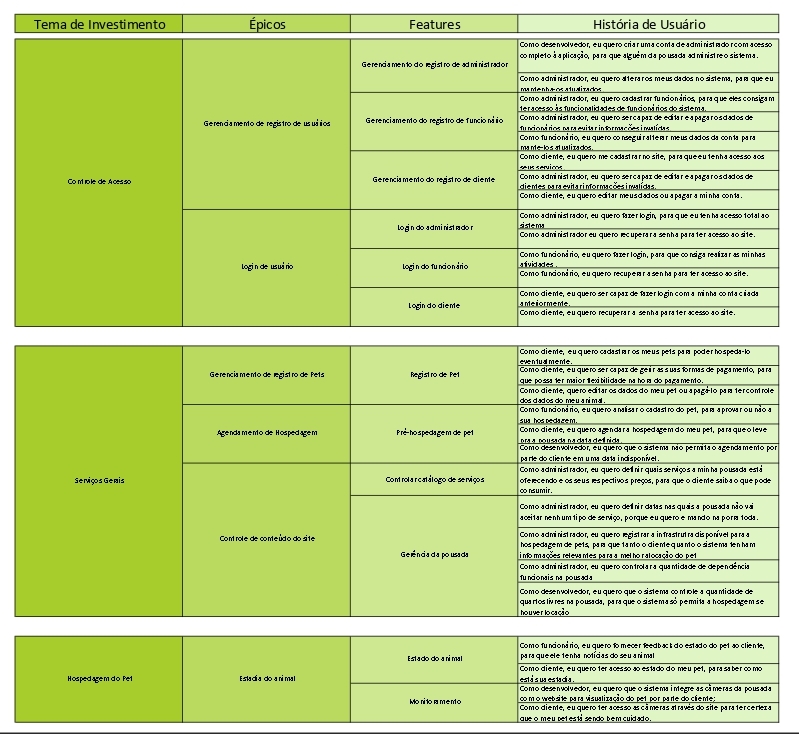 Tema de Investimento
Épicos
Features
História de Usuário
Controle de Acesso
Gerenciamento de registro de usuários
Gerenciamento do registro de administrador
Como desenvolvedor, eu quero criar uma conta de administrador com acesso
completo à aplicação, para que alguém da pousada administre o sistema.
Como administrador, eu quero alterar os meus dados no sistema, para que eu
mantenha-os atualizados.
Gerenciamento do registro de funcionário
Como administrador, eu quero cadastrar funcionários, para que eles consigam
ter acesso às funcionalidades de funcionários do sistema.
Como administrador, eu quero ser capaz de editar e apagar os dados de
funcionários para evitar informações inválidas.
Como funcionário, eu quero conseguir alterar meus dados da conta para
mante-los atualizados.
Gerenciamento do registro de cliente
Como cliente, eu quero me cadastrar no site, para que eu tenha acesso aos
seus serviços.
Como administrador, eu quero ser capaz de editar e apagar os dados de
clientes para evitar informações inválidas.
Como cliente, eu quero editar meus dados ou apagar a minha conta.
Login de usuário
Login do administrador
Como administrador, eu quero fazer login, para que eu tenha acesso total ao
sistema
Como administrador eu quero recuperar a senha para ter acesso ao site.
Login do funcionário
Como funcionário, eu quero fazer login, para que consiga realizar as minhas
atividades .
Como funcionário, eu quero recuperar a senha para ter acesso ao site.
Login do cliente
Como cliente, eu quero ser capaz de fazer login com a minha conta criada
anteriormente.
Como cliente, eu quero recuperar a senha para ter acesso ao site.
Serviços Gerais
Gerenciamento de registro de Pets
Registro de Pet
Como cliente, eu quero cadastrar os meus pets para poder hospeda-lo
eventualmente.
Como cliente, eu quero ser capaz de gerir as suas formas de pagamento, para
que possa ter maior flexibilidade na hora do pagamento.
Como cliente, quero editar os dados do meu pet ou apagá-lo para ter controle
dos dados do meu animal.
Agendamento de Hospedagem
Pré-hospedagem de pet
Como funcionário, eu quero analisar o cadastro do pet, para aprovar ou não a
sua hospedagem.
Como cliente, eu quero agendar a hospedagem do meu pet, para que o leve
pra a pousada na data definida.
Como desenvolvedor, eu quero que o sistema não permita o agendamento por
parte do cliente em uma data indisponível.
Controle de conteúdo do site
Controlar catálogo de serviços
Como administrador, eu quero definir quais serviços a minha pousada está
oferecendo e os seus respectivos preços, para que o cliente saiba o que pode
consumir.
Gerência da pousada
Como administrador, eu quero definir datas nas quais a pousada não vai
aceitar nenhum tipo de serviço, porque eu quero e mando na porra toda.
Como administrador, eu quero registrar a infrastrutra disponível para a
hospedagem de pets, para que tanto o cliente quanto o sistema tenham
informações relevantes para a melhor alocação do pet
Como administrador, eu quero controlar a quantidade de dependência
funcionais na pousada
Como desenvolvedor, eu quero que o sistema controle a quantidade de
quartos livres na pousada, para que o sistema só permita a hospedagem se
houver locação
Hospedagem do Pet
Estadia do animal
Estado do animal
Como funcionário, eu quero fornecer feedback do estado do pet ao cliente,
para que ele tenha notícias do seu animal
Como cliente, eu quero ter acesso ao estado do meu pet, para saber como
está sua estadia.
Monitoramento
Como desenvolvedor, eu quero que o sistema integre as câmeras da pousada
com o website para visualização do pet por parte do cliente;
Como cliente, eu quero ter acesso as câmeras através do site para ter certeza
que o meu pet está sendo bem cuidado.